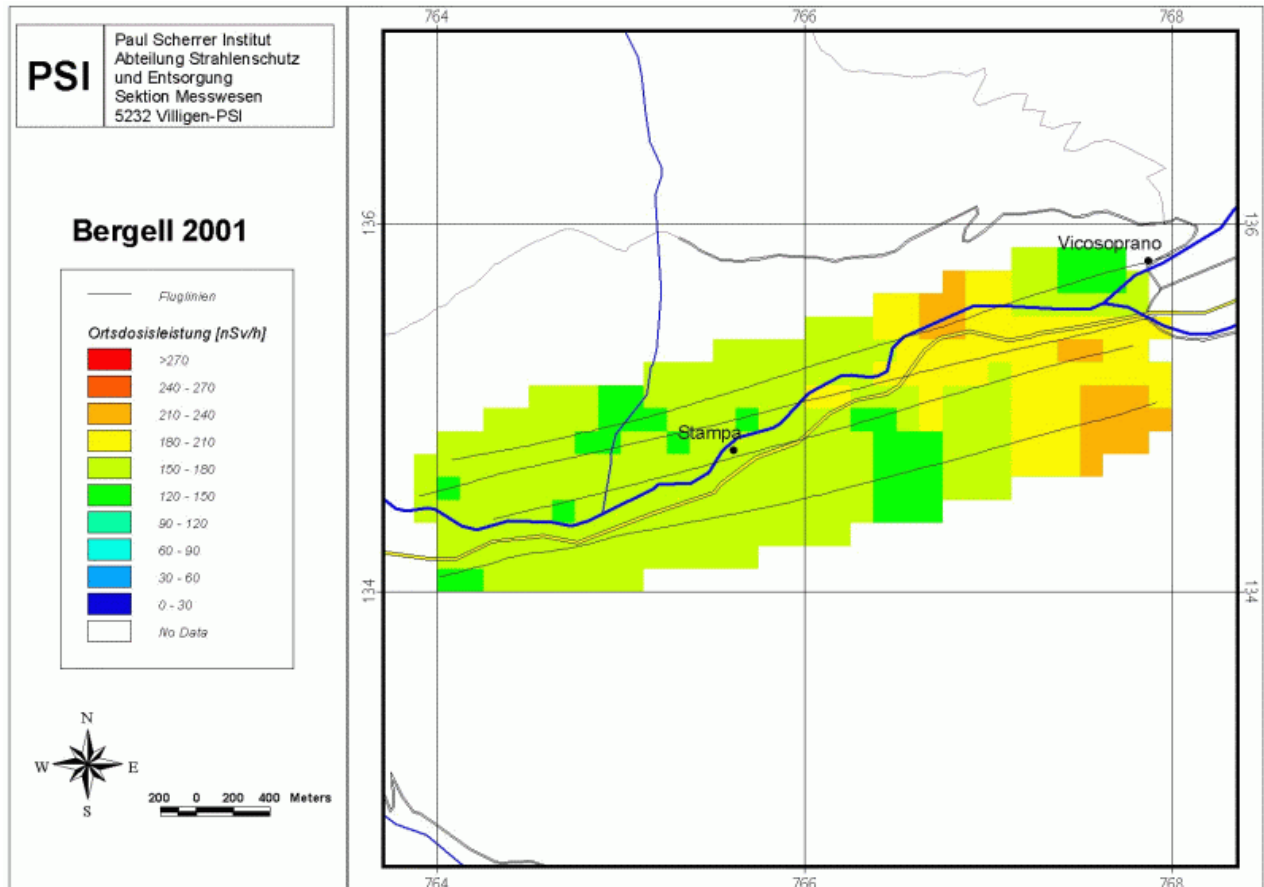 PSI
Paul Scherrer Institut
Abteilung Strahlenschutz
und Entsorgung
Sektion Messwesen
5232 Villigen-PSI
Bergell 2001
Fluglinien
Ortsdosisleistung [nSv/h]
>270
240 - 270
210 - 240
180 - 210
150 - 180
120 - 150
90 - 120
60 - 90
30 - 60
0 - 30
No Data
N
W E
S
200 0 200 400 Meters
764 766 768
136 136
Vicosoprano
Stampa
134 134
764 766 768